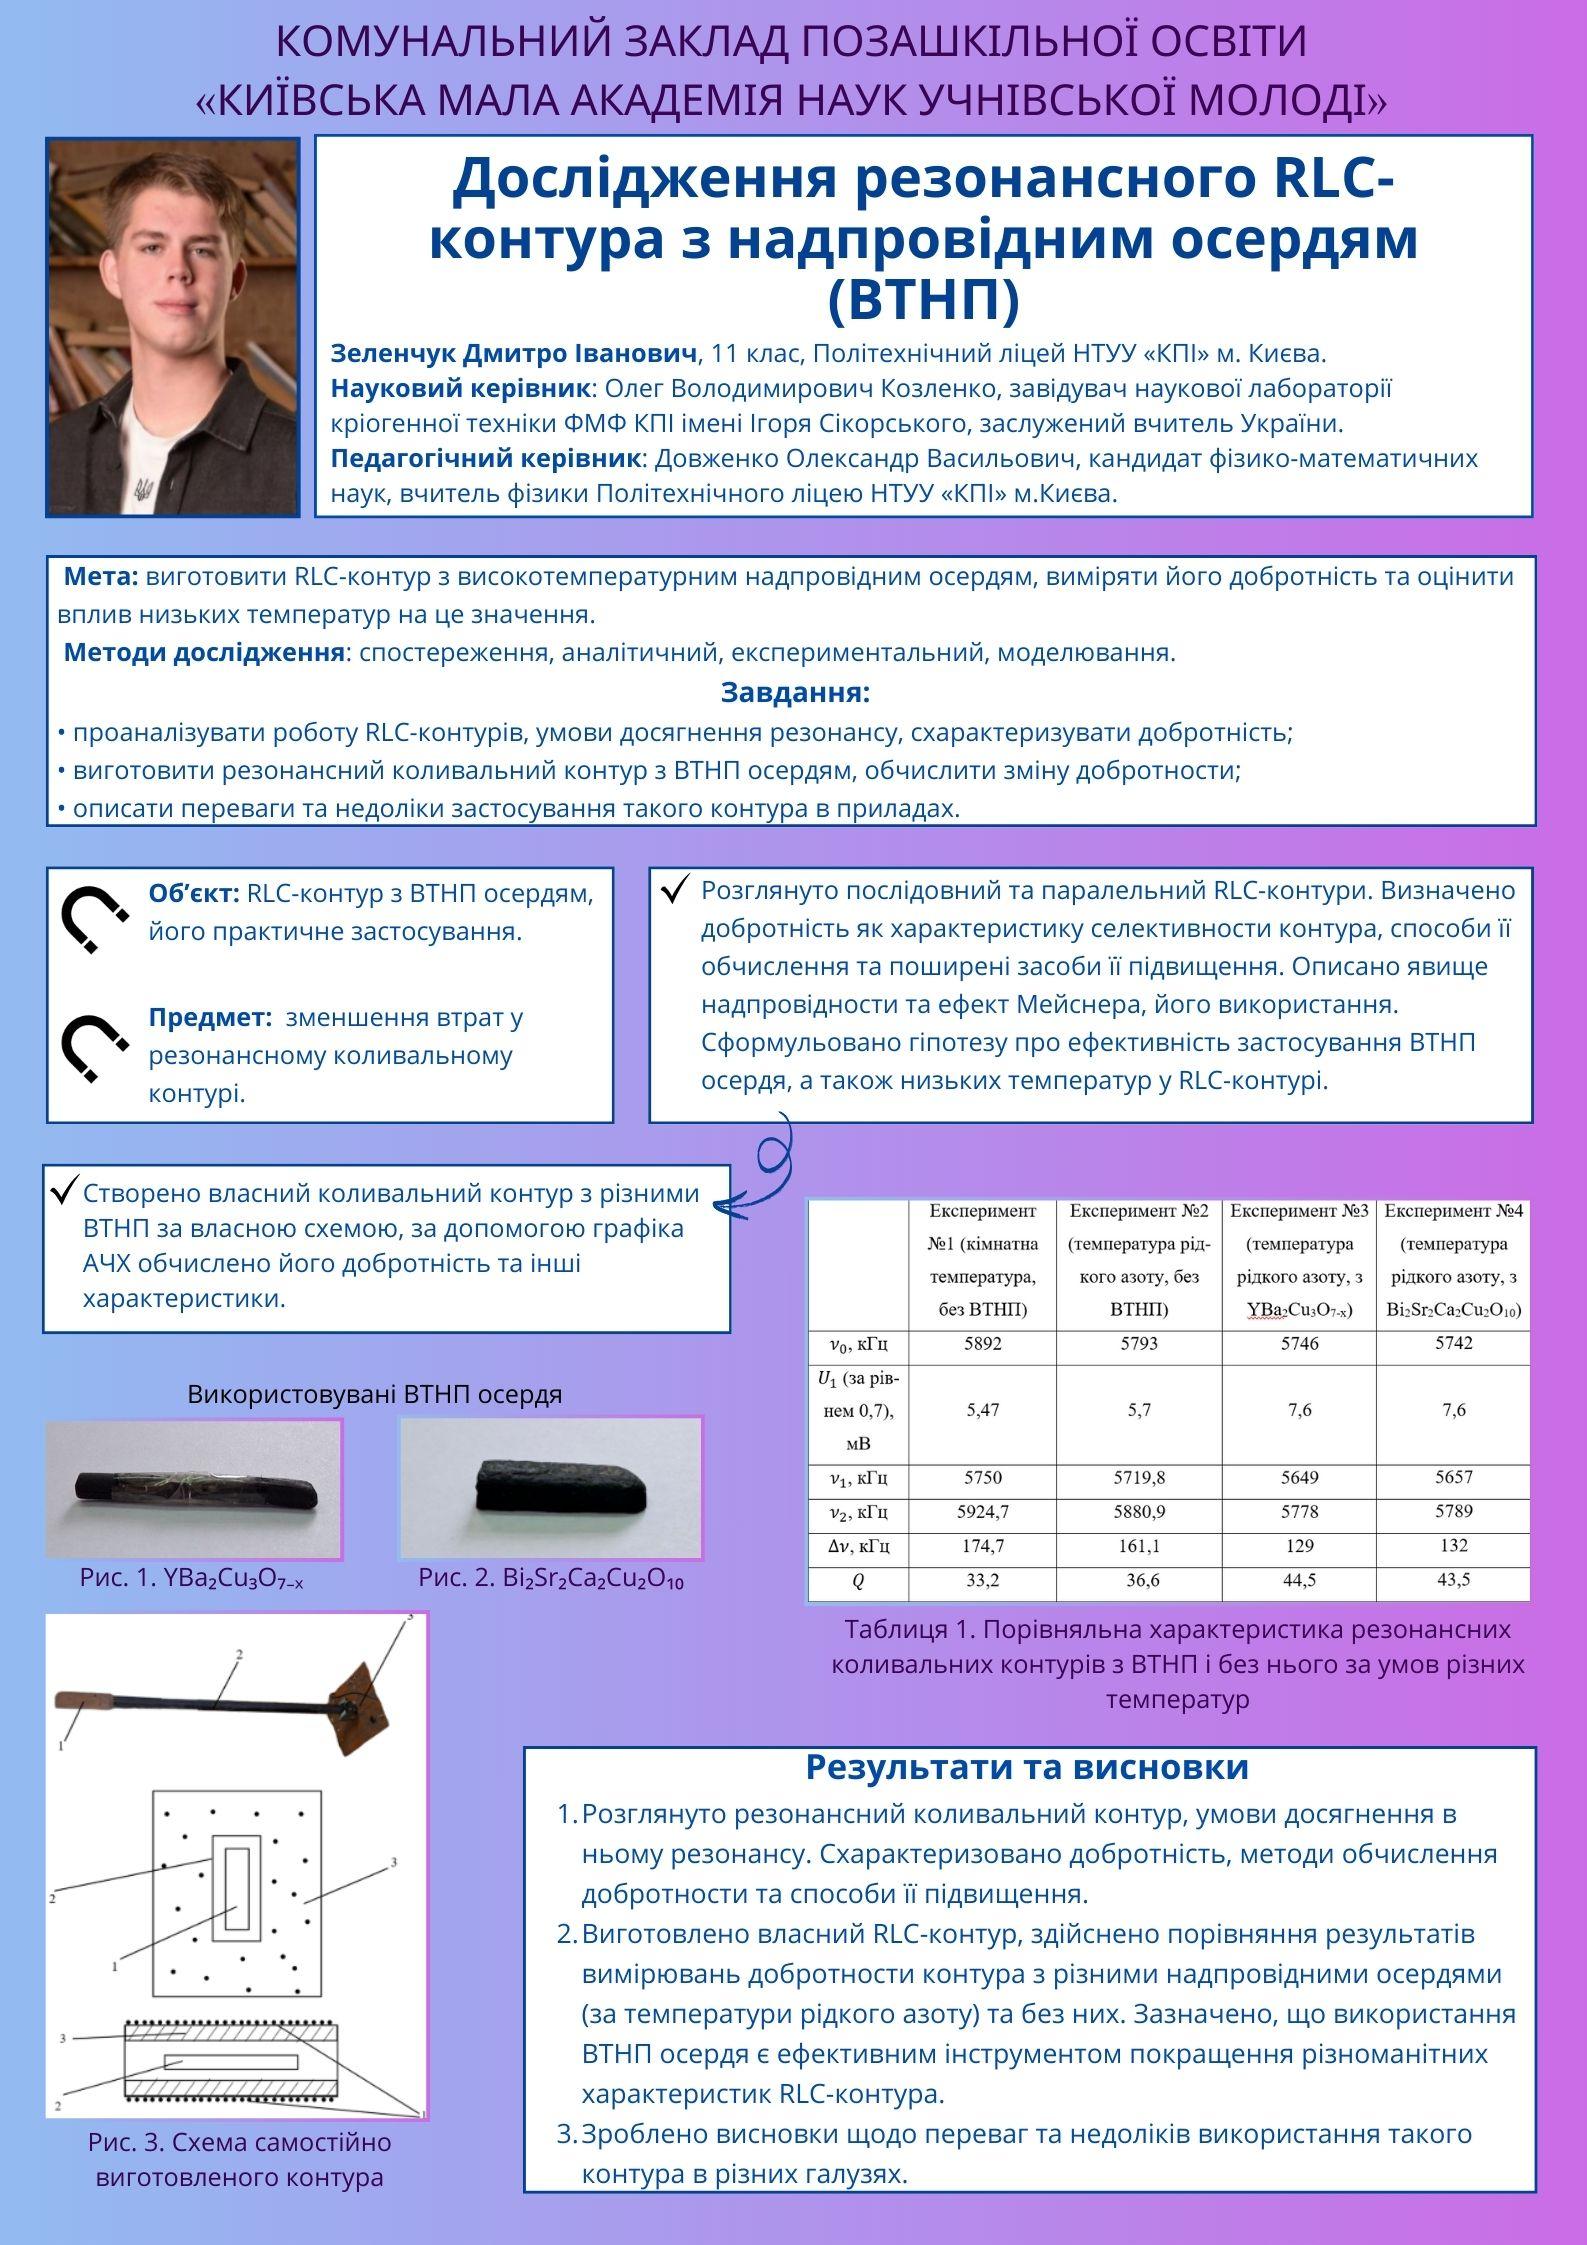 КОМУНАЛЬНИЙ ЗАКЛАД ПОЗАШКІЛЬНОЇ ОСВІТИ
«КИЇВСЬКА МАЛА АКАДЕМІЯ НАУК УЧНІВСЬКОЇ МОЛОДІ»
Дослідження резонансного RLC-
контура з надпровідним осердям
(ВТНП)
Зеленчук Дмитро Іванович, 11 клас, Політехнічний ліцей НТУУ «КПІ» м. Києва.
Науковий керівник: Олег Володимирович Козленко, завідувач наукової лабораторії
кріогенної техніки ФМФ КПІ імені Ігоря Сікорського, заслужений вчитель України.
Педагогічний керівник: Довженко Олександр Васильович, кандидат фізико-математичних
наук, вчитель фізики Політехнічного ліцею НТУУ «КПІ» м.Києва.
Мета: виготовити RLC-контур з високотемпературним надпровідним осердям, виміряти його добротність та оцінити
вплив низьких температур на це значення.
Методи дослідження: спостереження, аналітичний, експериментальний, моделювання.
Завдання:
• проаналізувати роботу RLC-контурів, умови досягнення резонансу, схарактеризувати добротність;
• виготовити резонансний коливальний контур з ВТНП осердям, обчислити зміну добротности;
• описати переваги та недоліки застосування такого контура в приладах.
Об’єкт: RLC-контур з ВТНП осердям,
його практичне застосування.
Предмет: зменшення втрат у
резонансному коливальному
контурі.
Розглянуто послідовний та паралельний RLC-контури. Визначено
добротність як характеристику селективности контура, способи її
обчислення та поширені засоби її підвищення. Описано явище
надпровідности та ефект Мейснера, його використання.
Сформульовано гіпотезу про ефективність застосування ВТНП
осердя, а також низьких температур у RLC-контурі.
Створено власний коливальний контур з різними
ВТНП за власною схемою, за допомогою графіка
АЧХ обчислено його добротність та інші
характеристики.
Експеримент Експеримент №2 Експеримент №3 Експеримент №4
№1 (кімнатна (температура рід- (температура (температура
температура, кого азоту, без рідкого азоту, з рідкого азоту, з
без ВТНП) ВТНП) YBa₂Cu₃O₇₋ₓ) Bi₂Sr₂Ca₂Cu₂O₁₀)
ν₀, кГц 5892 5793 5746 5742
U₁ (за рів-
нем 0,7), 5,47 5,7 7,6 7,6
мВ
ν₁, кГц 5750 5719,8 5649 5657
ν₂, кГц 5924,7 5880,9 5778 5789
Δν, кГц 174,7 161,1 129 132
Q 33,2 36,6 44,5 43,5
Таблиця 1. Порівняльна характеристика резонансних
коливальних контурів з ВТНП і без нього за умов різних
температур
Використовувані ВТНП осердя
Рис. 1. YBa₂Cu₃O₇₋ₓ
Рис. 2. Bi₂Sr₂Ca₂Cu₂O₁₀
3
2
1
3
2
1
3
2
1
Рис. 3. Схема самостійно
виготовленого контура
Результати та висновки
1. Розглянуто резонансний коливальний контур, умови досягнення в
ньому резонансу. Схарактеризовано добротність, методи обчислення
добротности та способи її підвищення.
2. Виготовлено власний RLC-контур, здійснено порівняння результатів
вимірювань добротности контура з різними надпровідними осердями
(за температури рідкого азоту) та без них. Зазначено, що використання
ВТНП осердя є ефективним інструментом покращення різноманітних
характеристик RLC-контура.
3. Зроблено висновки щодо переваг та недоліків використання такого
контура в різних галузях.